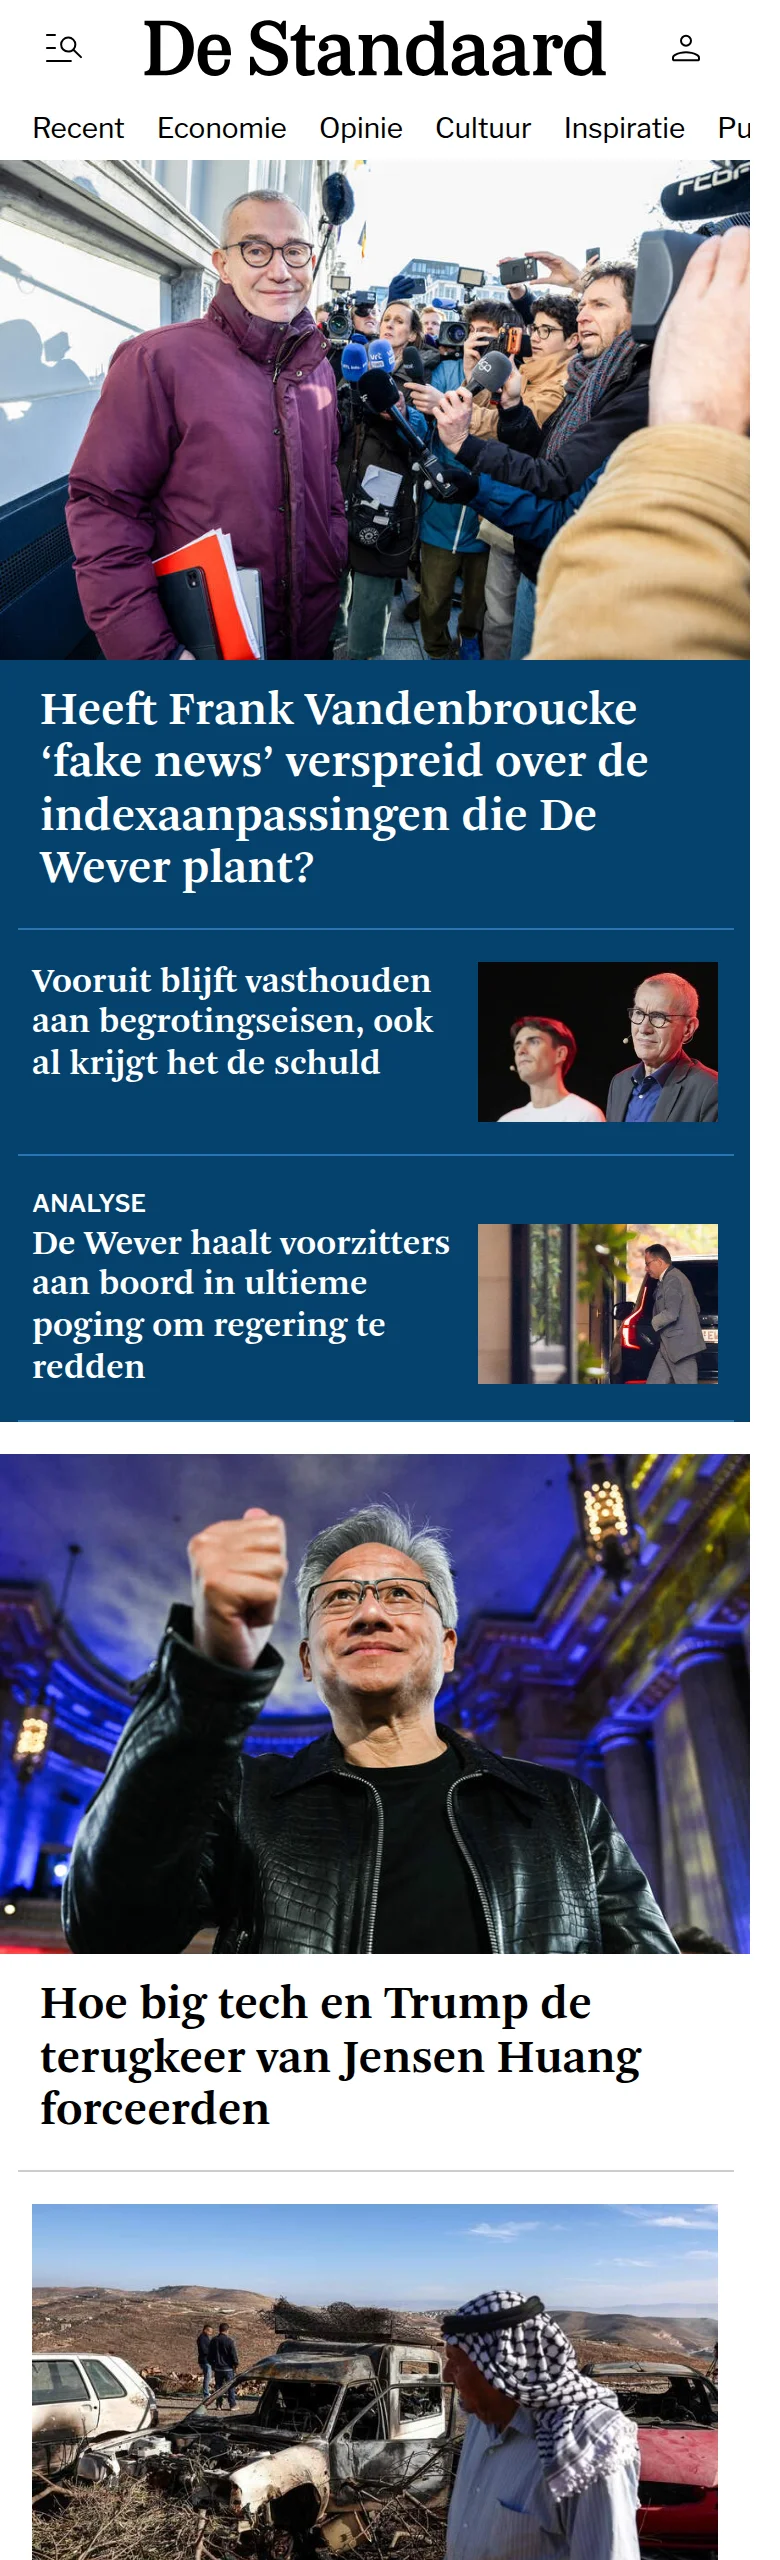 De Standaard
Recent Economie Opinie Cultuur Inspiratie Pu
vrt
Heeft Frank Vandenbroucke
‘fake news’ verspreid over de
indexaanpassingen die De
Wever plant?
Vooruit blijft vasthouden
aan begrotingseisen, ook
al krijgt het de schuld
ANALYSE
De Wever haalt voorzitters
aan boord in ultieme
poging om regering te
redden
Hoe big tech en Trump de
terugkeer van Jensen Huang
forceerden